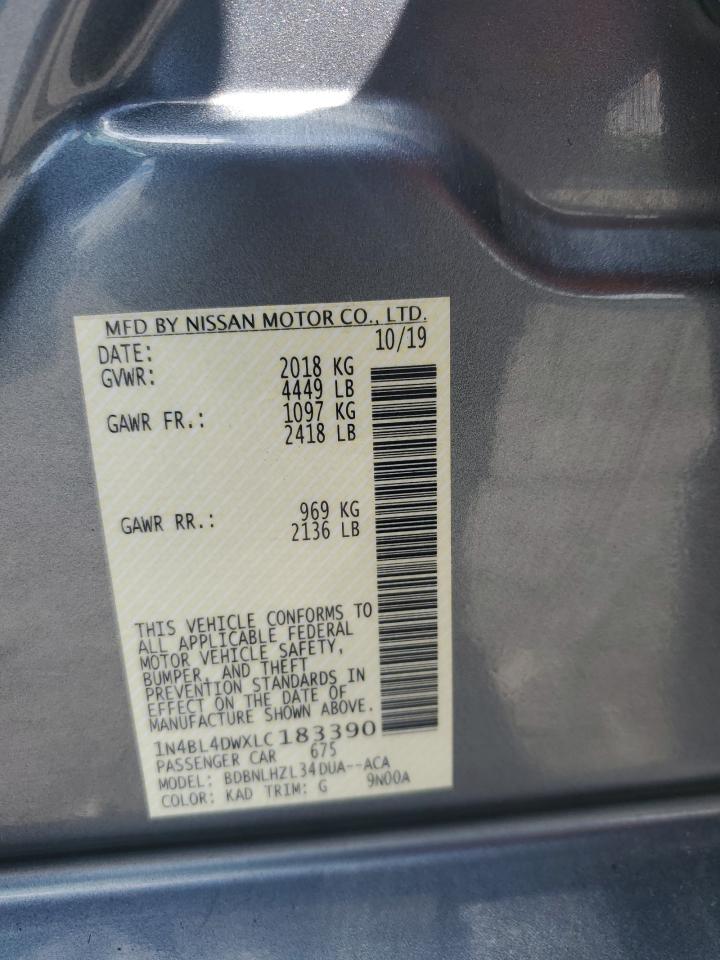 MFD BY NISSAN MOTOR CO., LTD.
DATE: 10/19
GVWR: 2018 KG
4449 LB
GAWR FR.: 1097 KG
2418 LB
GAWR RR.: 969 KG
2136 LB
THIS VEHICLE CONFORMS TO
ALL APPLICABLE FEDERAL
MOTOR VEHICLE SAFETY,
BUMPER, AND THEFT
PREVENTION STANDARDS IN
EFFECT ON THE DATE OF
MANUFACTURE SHOWN ABOVE.
1N4BL4DWXLC183390
PASSENGER CAR 675
MODEL: BDBNLHZL34DUA--ACA
COLOR: KAD TRIM: G 9N00A